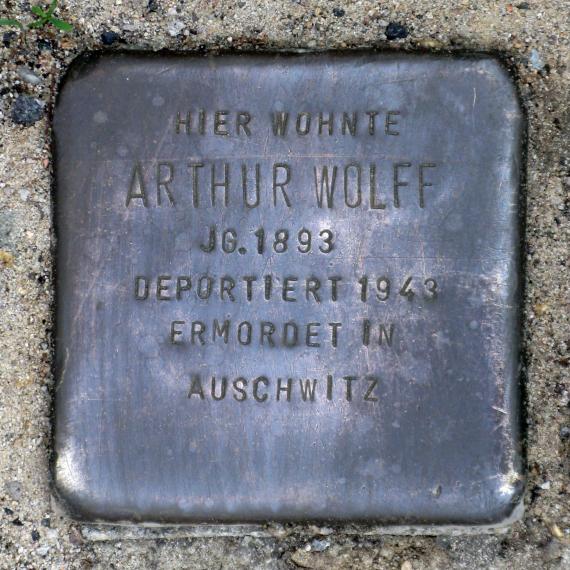 HIER WOHNTE
ARTHUR WOLFF
JG. 1893
DEPORTIERT 1943
ERMORDET IN
AUSCHWITZ